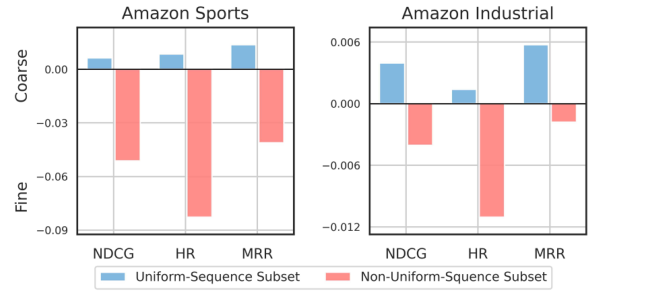 Amazon Sports
Amazon Industrial
Coarse
Fine
0.00
−0.03
−0.06
−0.09
0.006
0.000
−0.006
−0.012
NDCG HR MRR
NDCG HR MRR
Uniform-Sequence Subset Non-Uniform-Squence Subset